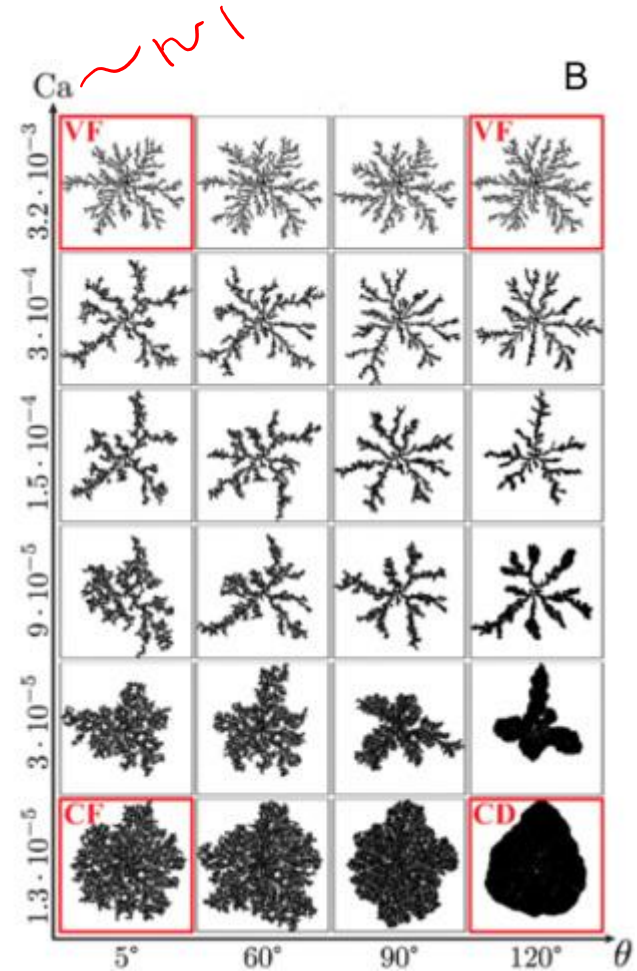 Ca
B
VF VF
3.2 · 10⁻³
3 · 10⁻⁴
1.5 · 10⁻⁴
9 · 10⁻⁵
3 · 10⁻⁵
CF CD
1.3 · 10⁻⁵
5° 60° 90° 120° θ